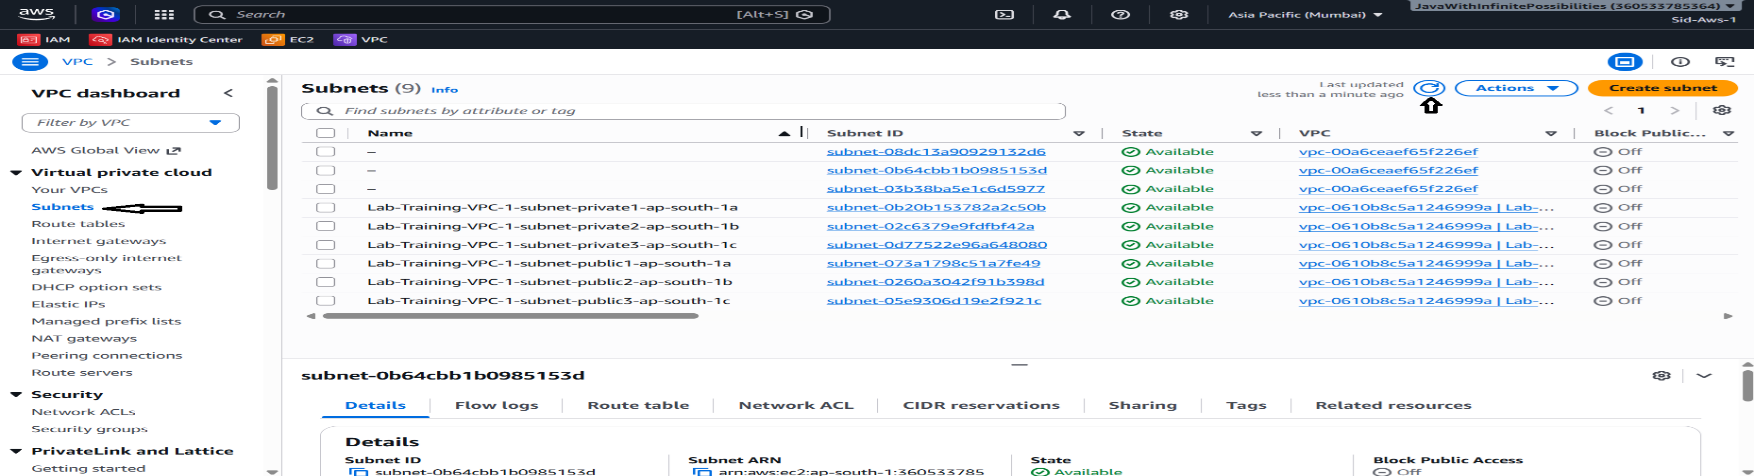 aws
Search [Alt+S]
Asia Pacific (Mumbai)
JavaWithInfinitePossibilities (360533785364)
Sid-Aws-1
IAM IAM Identity Center EC2 VPC
VPC > Subnets
VPC dashboard
Filter by VPC
AWS Global View
Virtual private cloud
Your VPCs
Subnets
Route tables
Internet gateways
Egress-only internet
gateways
DHCP option sets
Elastic IPs
Managed prefix lists
NAT gateways
Peering connections
Route servers
Security
Network ACLs
Security groups
PrivateLink and Lattice
Getting started
Subnets (9) Info
Last updated
less than a minute ago
Actions
Create subnet
Find subnets by attribute or tag
1
Name Subnet ID State VPC Block Public...
– subnet-08dc13a90929132d6 Available vpc-00a6ceaef65f226ef Off
– subnet-0b64cbb1b0985153d Available vpc-00a6ceaef65f226ef Off
– subnet-03b38ba5e1c6d5977 Available vpc-00a6ceaef65f226ef Off
Lab-Training-VPC-1-subnet-private1-ap-south-1a subnet-0b20b153782a2c50b Available vpc-0610b8c5a1246999a | Lab-... Off
Lab-Training-VPC-1-subnet-private2-ap-south-1b subnet-02c6379e9fdfbf42a Available vpc-0610b8c5a1246999a | Lab-... Off
Lab-Training-VPC-1-subnet-private3-ap-south-1c subnet-0d77522e96a648080 Available vpc-0610b8c5a1246999a | Lab-... Off
Lab-Training-VPC-1-subnet-public1-ap-south-1a subnet-073a1798c51a7fe49 Available vpc-0610b8c5a1246999a | Lab-... Off
Lab-Training-VPC-1-subnet-public2-ap-south-1b subnet-0260a3042f91b398d Available vpc-0610b8c5a1246999a | Lab-... Off
Lab-Training-VPC-1-subnet-public3-ap-south-1c subnet-05e9306d19e2f921c Available vpc-0610b8c5a1246999a | Lab-... Off
subnet-0b64cbb1b0985153d
Details Flow logs Route table Network ACL CIDR reservations Sharing Tags Related resources
Details
Subnet ID Subnet ARN State Block Public Access
subnet-0b64cbb1b0985153d arn:aws:ec2:ap-south-1:360533785 Available Off